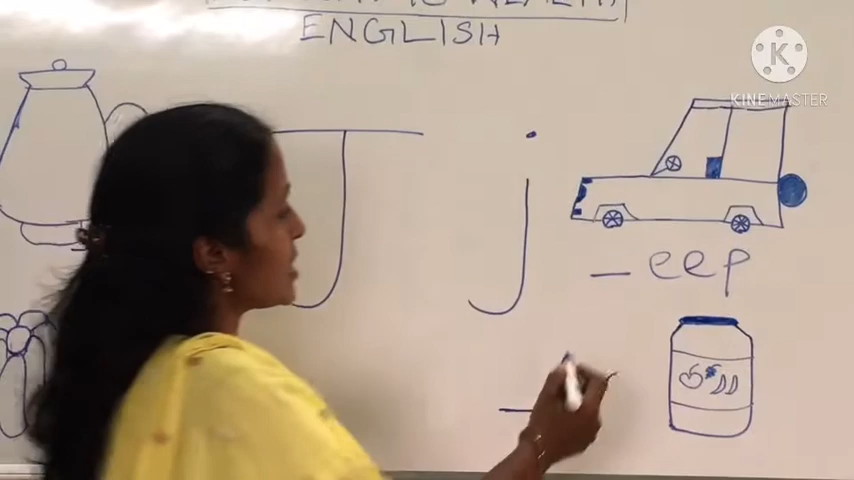 ENGLISH
K
KINEMASTER
J j
_ eep